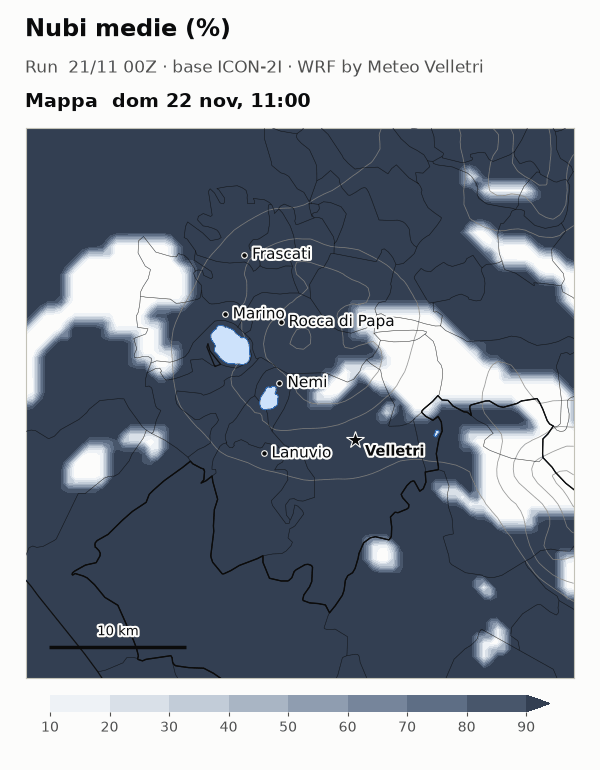 Nubi medie (%)
Run  21/11 00Z · base ICON-2I · WRF by Meteo Velletri
Mappa  dom 22 nov, 11:00
Frascati
Marino
Rocca di Papa
Nemi
Velletri
Lanuvio
10 km
10 20 30 40 50 60 70 80 90